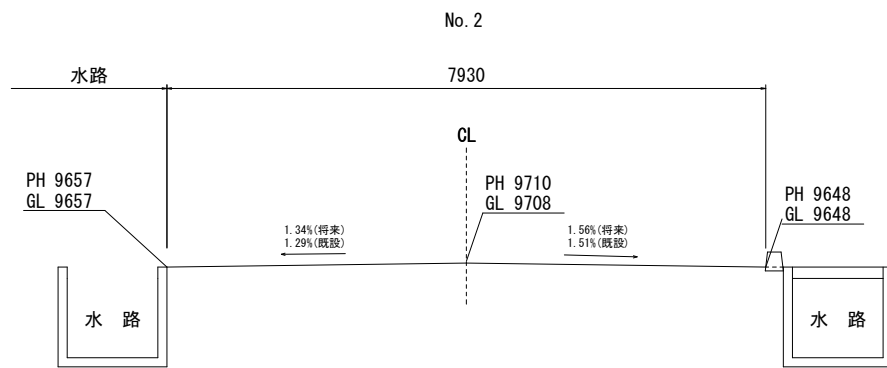 No.2
水路
7930
CL
PH 9657
GL 9657
PH 9710
GL 9708
PH 9648
GL 9648
1.34%(将来)
1.29%(既設)
1.56%(将来)
1.51%(既設)
水 路
水 路